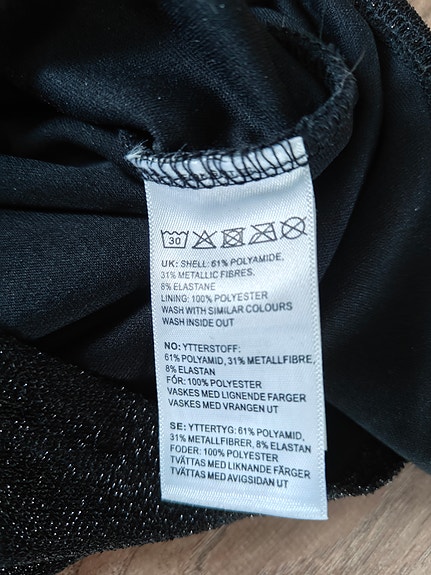 30
UK: SHELL: 61% POLYAMIDE,
31% METALLIC FIBRES,
8% ELASTANE
LINING: 100% POLYESTER
WASH WITH SIMILAR COLOURS
WASH INSIDE OUT
NO: YTTERSTOFF:
61% POLYAMID, 31% METALLFIBRE,
8% ELASTAN
FÓR: 100% POLYESTER
VASKES MED LIGNENDE FARGER
VASKES MED VRANGEN UT
SE: YTTERTYG: 61% POLYAMID,
31% METALLFIBRER, 8% ELASTAN
FODER: 100% POLYESTER
TVÄTTAS MED LIKNANDE FÄRGER
TVÄTTAS MED AVIGSIDAN UT